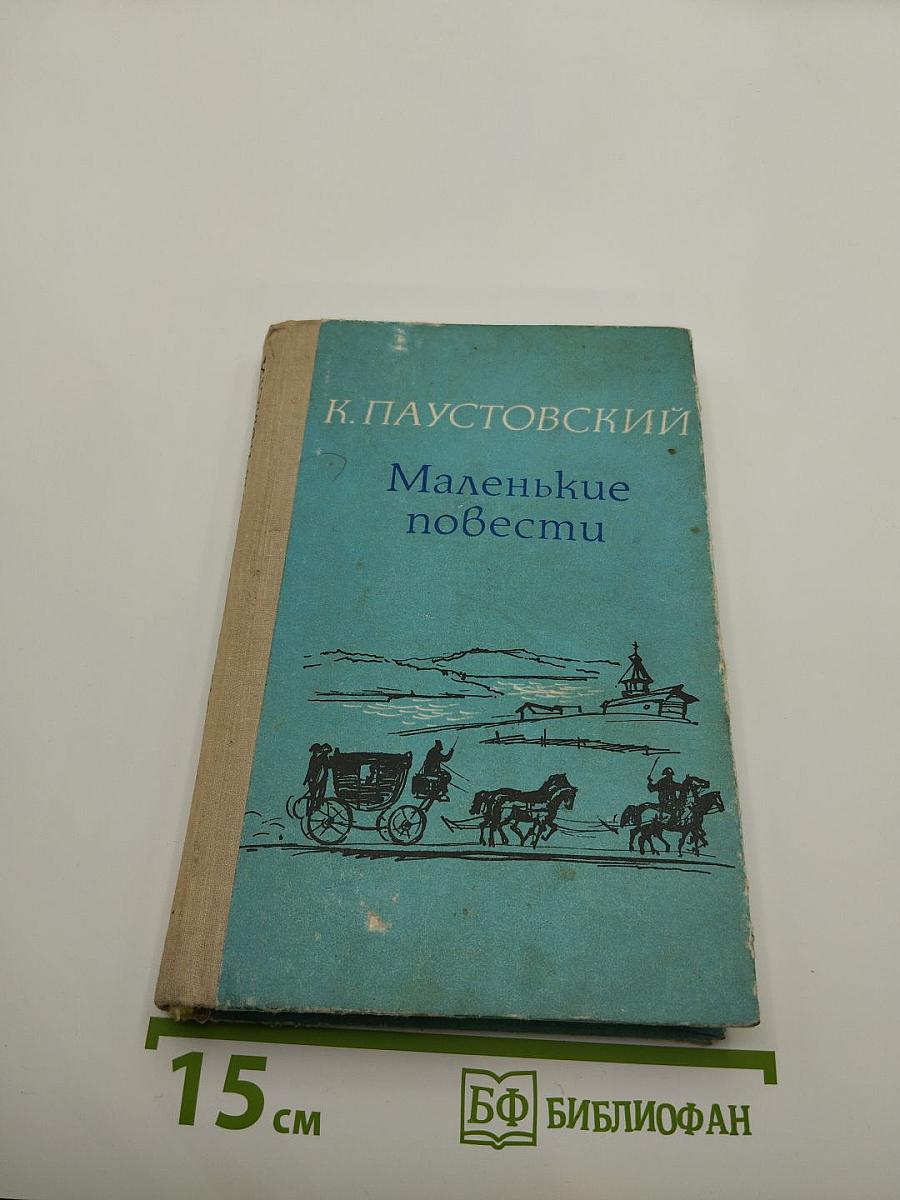 К. ПАУСТОВСКИЙ
Маленькие
повести
15 см
БФ БИБЛИОФАН